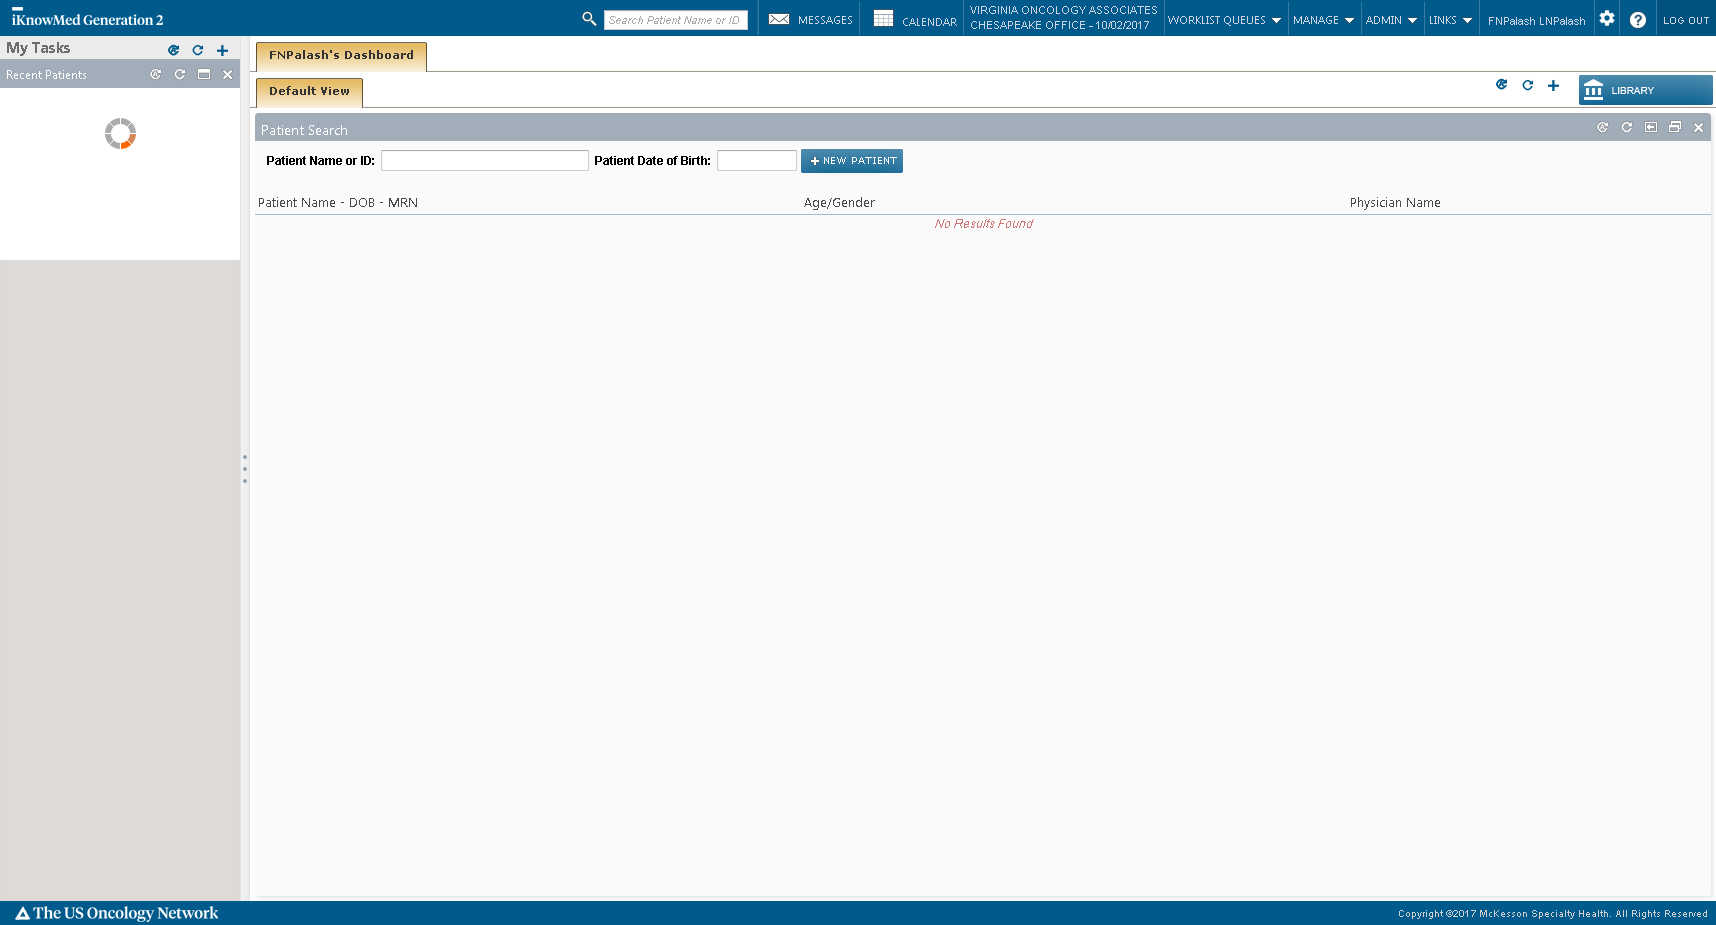 iKnowMed Generation 2
Search Patient Name or ID
MESSAGES
CALENDAR
VIRGINIA ONCOLOGY ASSOCIATES
CHESAPEAKE OFFICE - 10/02/2017
WORKLIST QUEUES
MANAGE
ADMIN
LINKS
FNPalash LNPalash
LOG OUT
My Tasks
Recent Patients
FNPalash's Dashboard
Default View
LIBRARY
Patient Search
Patient Name or ID:
Patient Date of Birth:
+ NEW PATIENT
Patient Name - DOB - MRN
Age/Gender
Physician Name
No Results Found
The US Oncology Network
Copyright ©2017 McKesson Specialty Health. All Rights Reserved